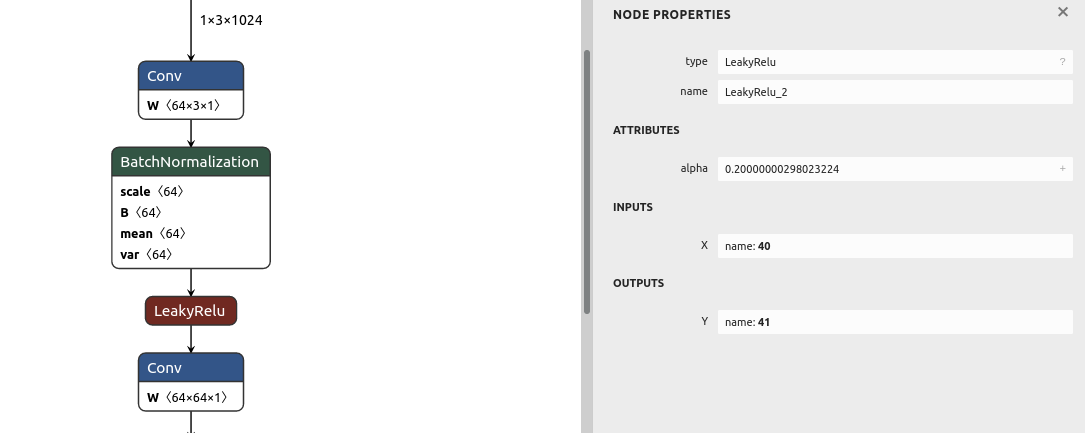 1×3×1024
Conv
W〈64×3×1〉
BatchNormalization
scale〈64〉
B〈64〉
mean〈64〉
var〈64〉
LeakyRelu
Conv
W〈64×64×1〉
NODE PROPERTIES ×
type LeakyRelu ?
name LeakyRelu_2
ATTRIBUTES
alpha 0.20000000298023224 +
INPUTS
X name: 40
OUTPUTS
Y name: 41